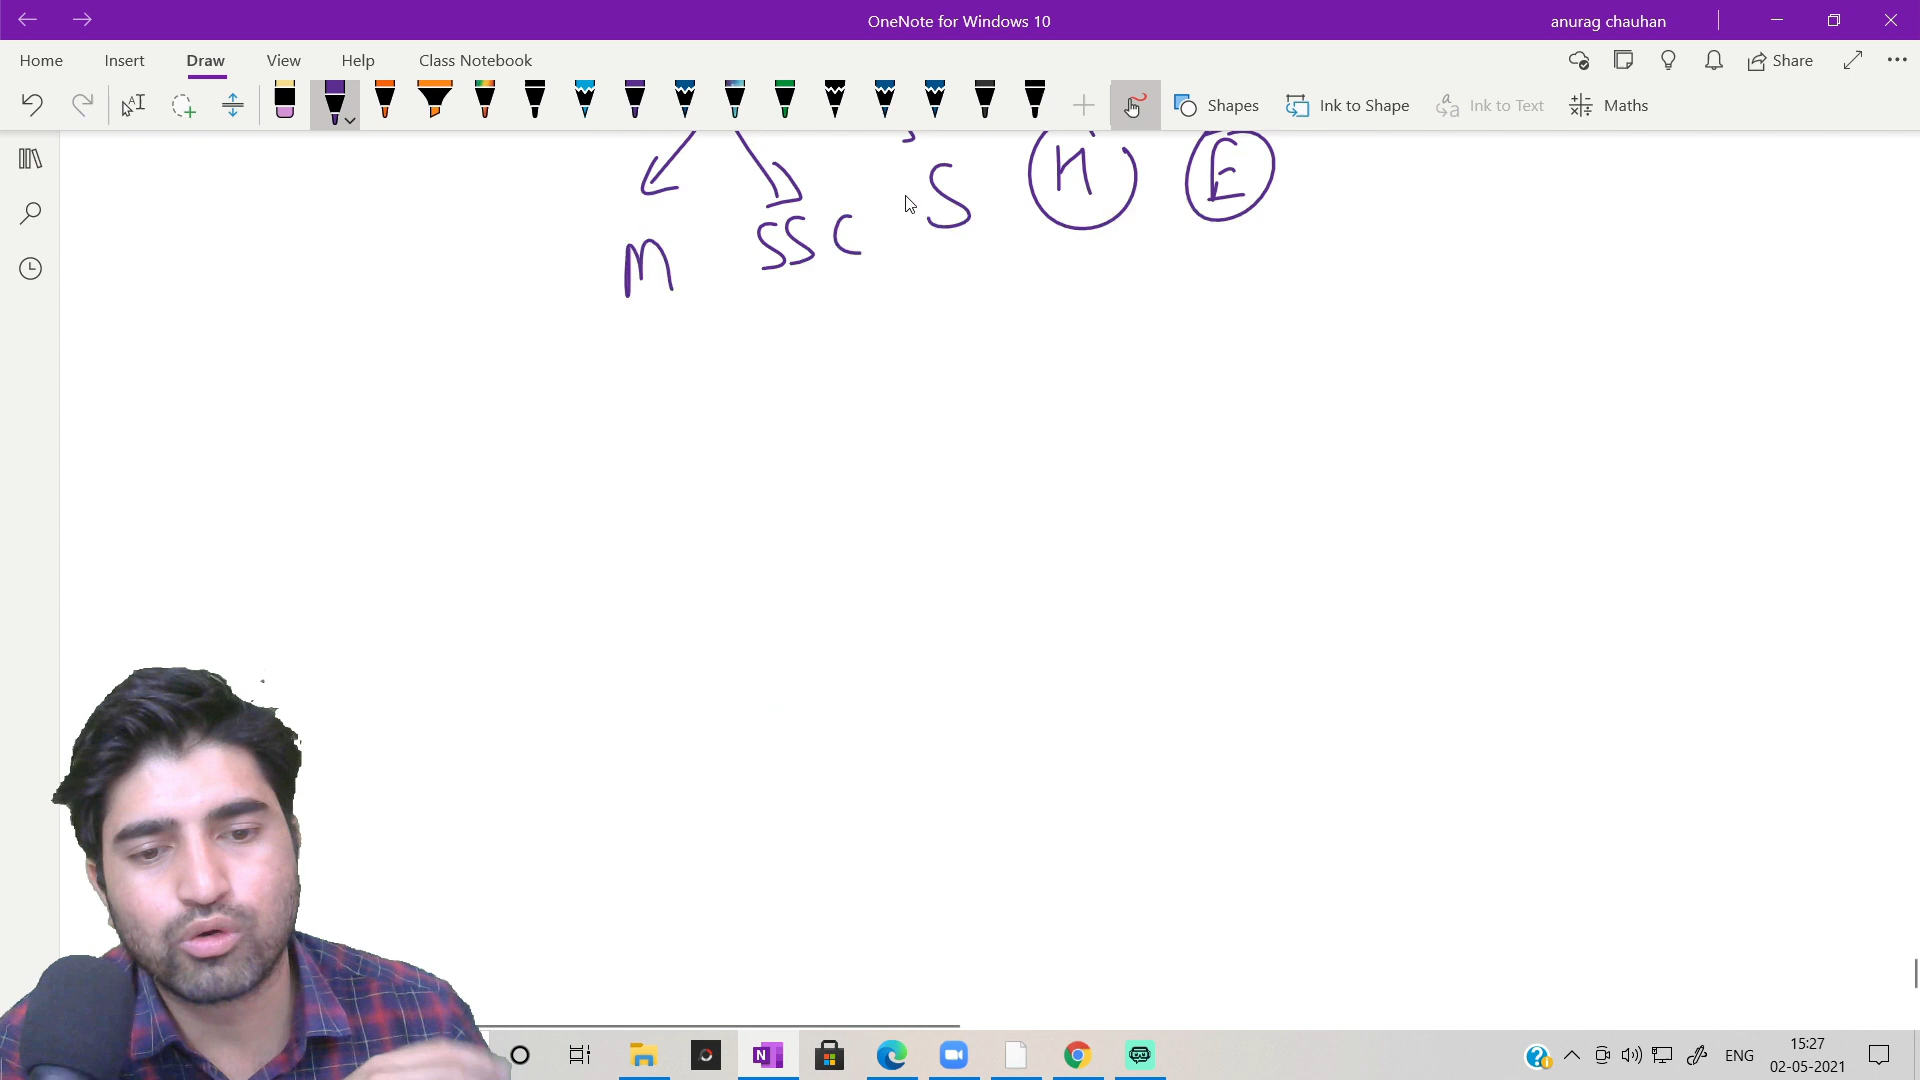 OneNote for Windows 10 anurag chauhan
Home Insert Draw View Help Class Notebook Share
Shapes Ink to Shape Ink to Text Maths
S H E
M SSC
ENG 15:27
02-05-2021